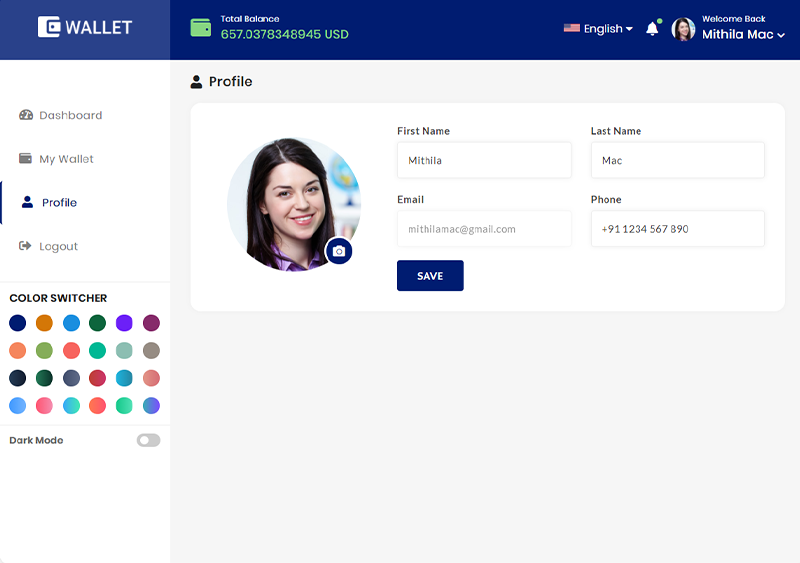 WALLET
Total Balance
657.0378348945 USD
English
Welcome Back
Mithila Mac
Dashboard
My Wallet
Profile
Logout
COLOR SWITCHER
Dark Mode
Profile
First Name
Last Name
Mithila
Mac
Email
Phone
mithilamac@gmail.com
+91 1234 567 890
SAVE